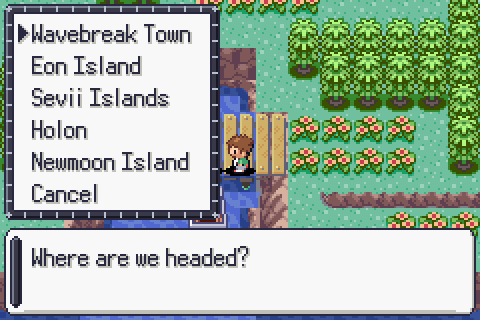 Wavebreak Town
Eon Island
Sevii Islands
Holon
Newmoon Island
Cancel
Where are we headed?